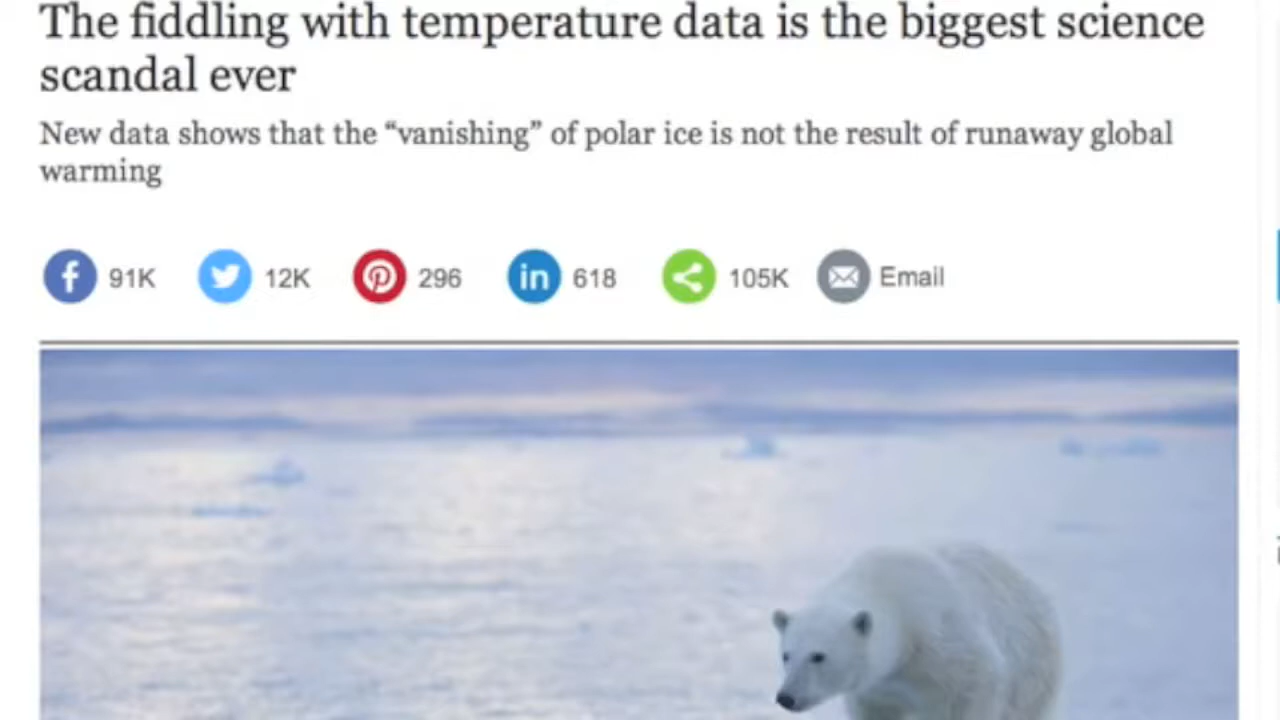 The fiddling with temperature data is the biggest science
scandal ever
New data shows that the “vanishing” of polar ice is not the result of runaway global
warming
91K 12K 296 618 105K Email